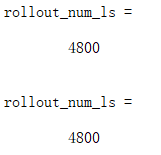 rollout_num_ls =
4800
rollout_num_ls =
4800